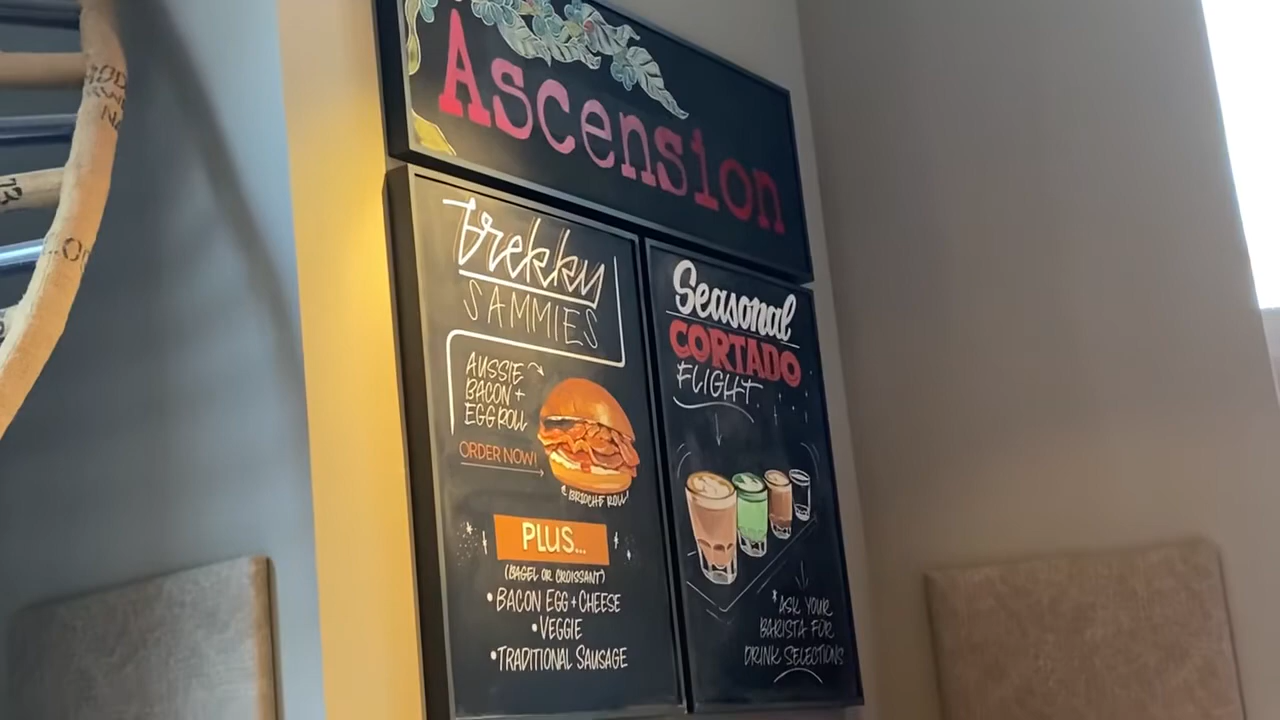 Ascension
Brekky
SAMMIES
AUSSIE
BACON +
EGG ROLL
ORDER NOW!
"BRIOCHE ROLL"
PLUS...
(BAGEL OR CROISSANT)
• BACON EGG + CHEESE
• VEGGIE
• TRADITIONAL SAUSAGE
Seasonal
CORTADO
FLIGHT
*ASK YOUR
BARISTA FOR
DRINK SELECTIONS